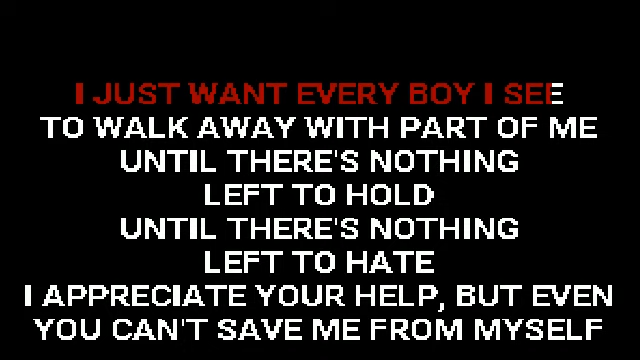 I JUST WANT EVERY BOY I SEE
TO WALK AWAY WITH PART OF ME
UNTIL THERE'S NOTHING
LEFT TO HOLD
UNTIL THERE'S NOTHING
LEFT TO HATE
I APPRECIATE YOUR HELP, BUT EVEN
YOU CAN'T SAVE ME FROM MYSELF